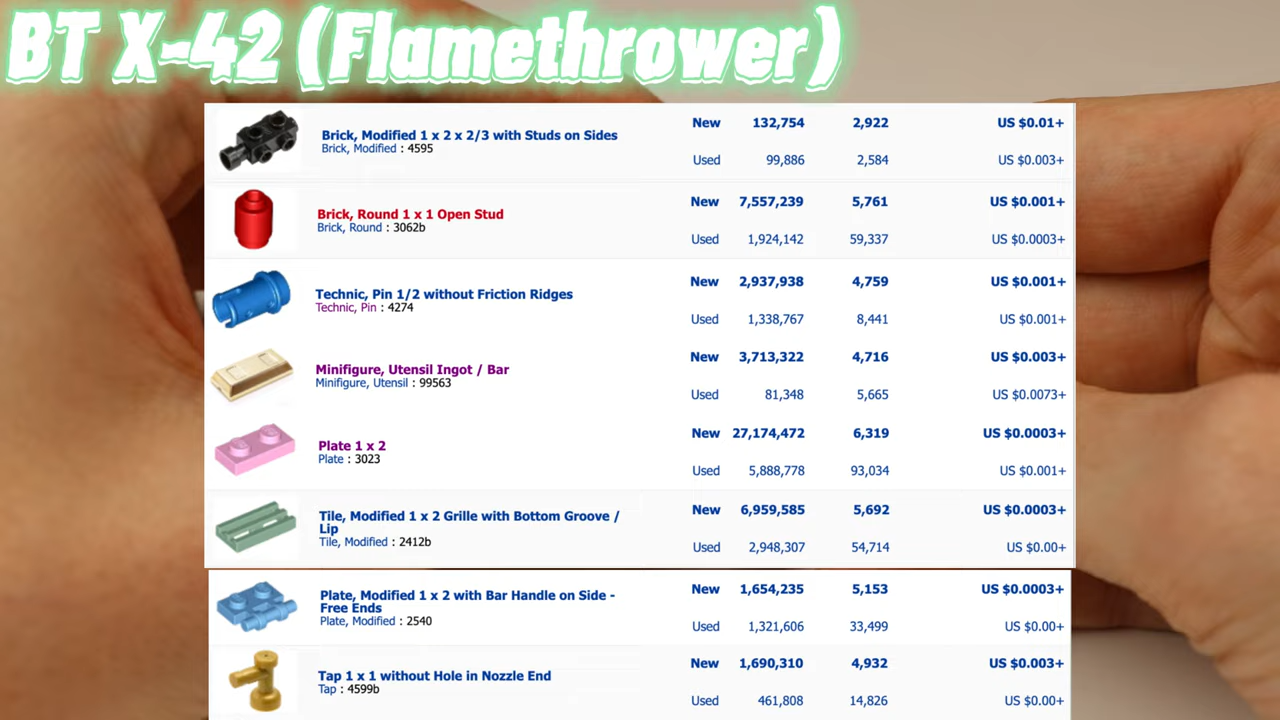 BT X-42 (Flamethrower)
Brick, Modified 1 x 2 x 2/3 with Studs on Sides
Brick, Modified : 4595
New 132,754 2,922 US $0.01+
Used 99,886 2,584 US $0.003+
Brick, Round 1 x 1 Open Stud
Brick, Round : 3062b
New 7,557,239 5,761 US $0.001+
Used 1,924,142 59,337 US $0.0003+
Technic, Pin 1/2 without Friction Ridges
Technic, Pin : 4274
New 2,937,938 4,759 US $0.001+
Used 1,338,767 8,441 US $0.001+
Minifigure, Utensil Ingot / Bar
Minifigure, Utensil : 99563
New 3,713,322 4,716 US $0.003+
Used 81,348 5,665 US $0.0073+
Plate 1 x 2
Plate : 3023
New 27,174,472 6,319 US $0.0003+
Used 5,888,778 93,034 US $0.001+
Tile, Modified 1 x 2 Grille with Bottom Groove /
Lip
Tile, Modified : 2412b
New 6,959,585 5,692 US $0.0003+
Used 2,948,307 54,714 US $0.00+
Plate, Modified 1 x 2 with Bar Handle on Side -
Free Ends
Plate, Modified : 2540
New 1,654,235 5,153 US $0.0003+
Used 1,321,606 33,499 US $0.00+
Tap 1 x 1 without Hole in Nozzle End
Tap : 4599b
New 1,690,310 4,932 US $0.003+
Used 461,808 14,826 US $0.00+